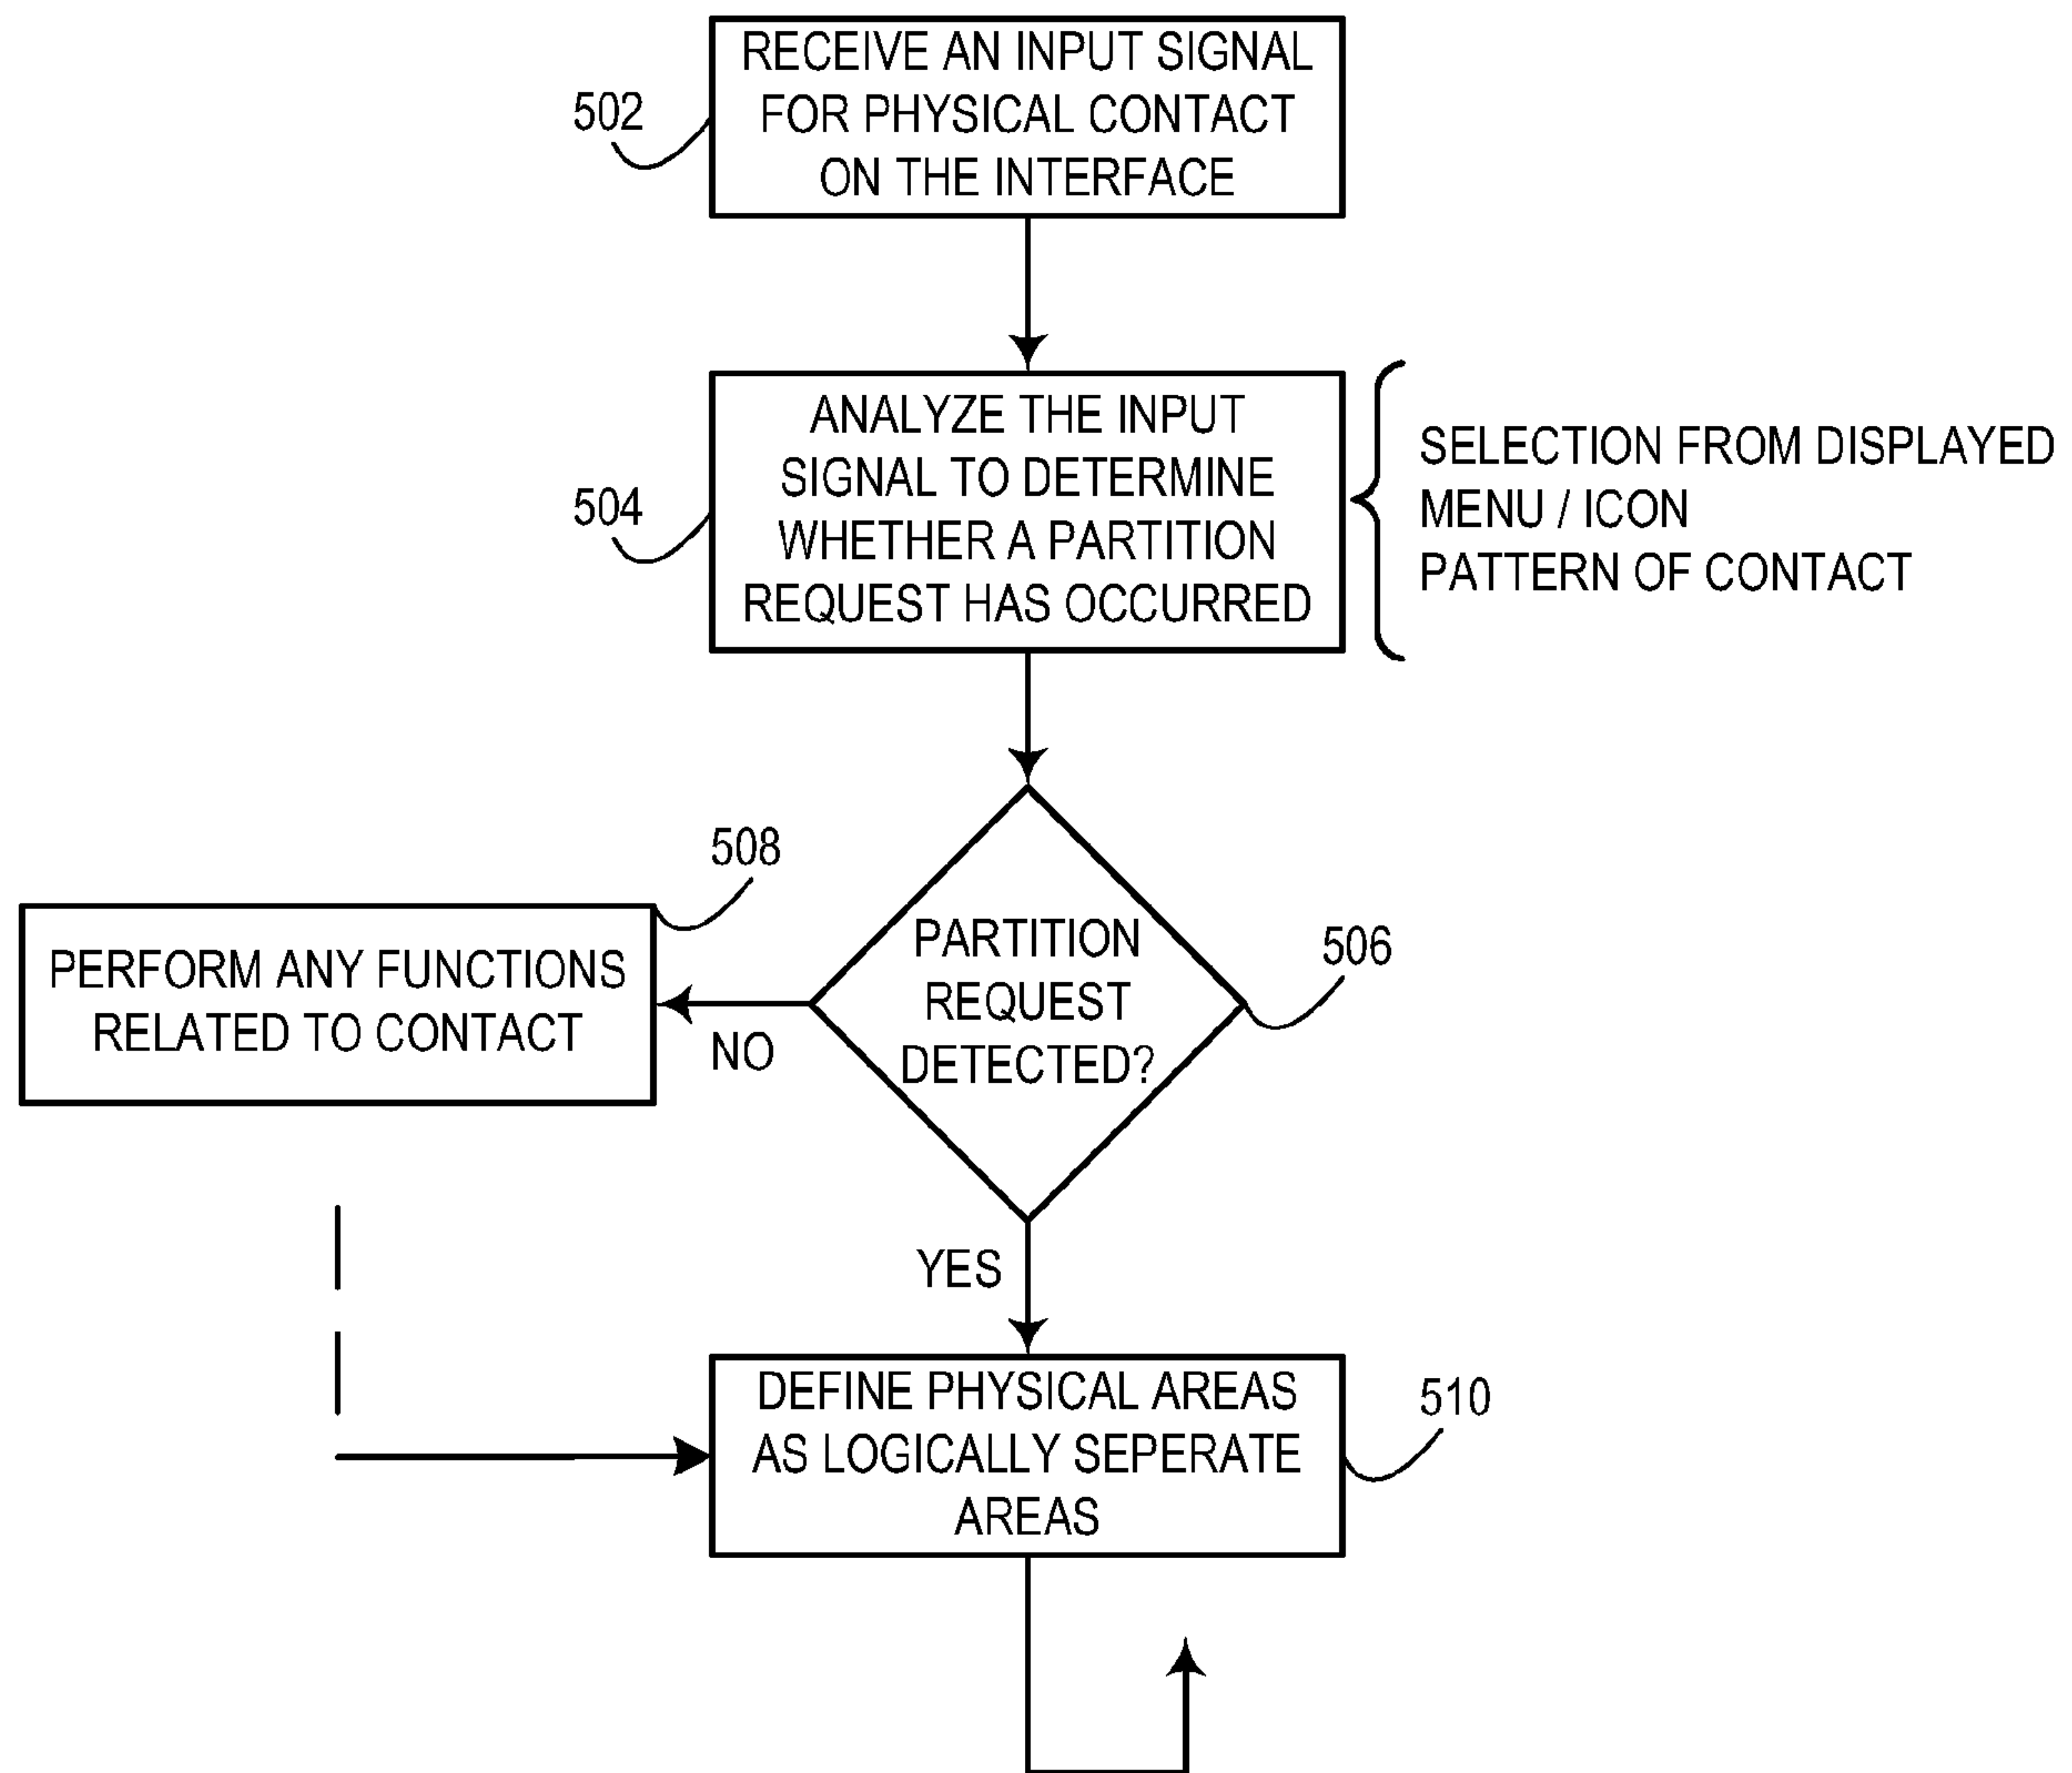 RECEIVE AN INPUT SIGNAL
FOR PHYSICAL CONTACT
ON THE INTERFACE
502
ANALYZE THE INPUT
SIGNAL TO DETERMINE
WHETHER A PARTITION
REQUEST HAS OCCURRED
504
SELECTION FROM DISPLAYED
MENU / ICON
PATTERN OF CONTACT
508
PERFORM ANY FUNCTIONS
RELATED TO CONTACT
NO
PARTITION
REQUEST
DETECTED?
506
YES
DEFINE PHYSICAL AREAS
AS LOGICALLY SEPERATE
AREAS
510